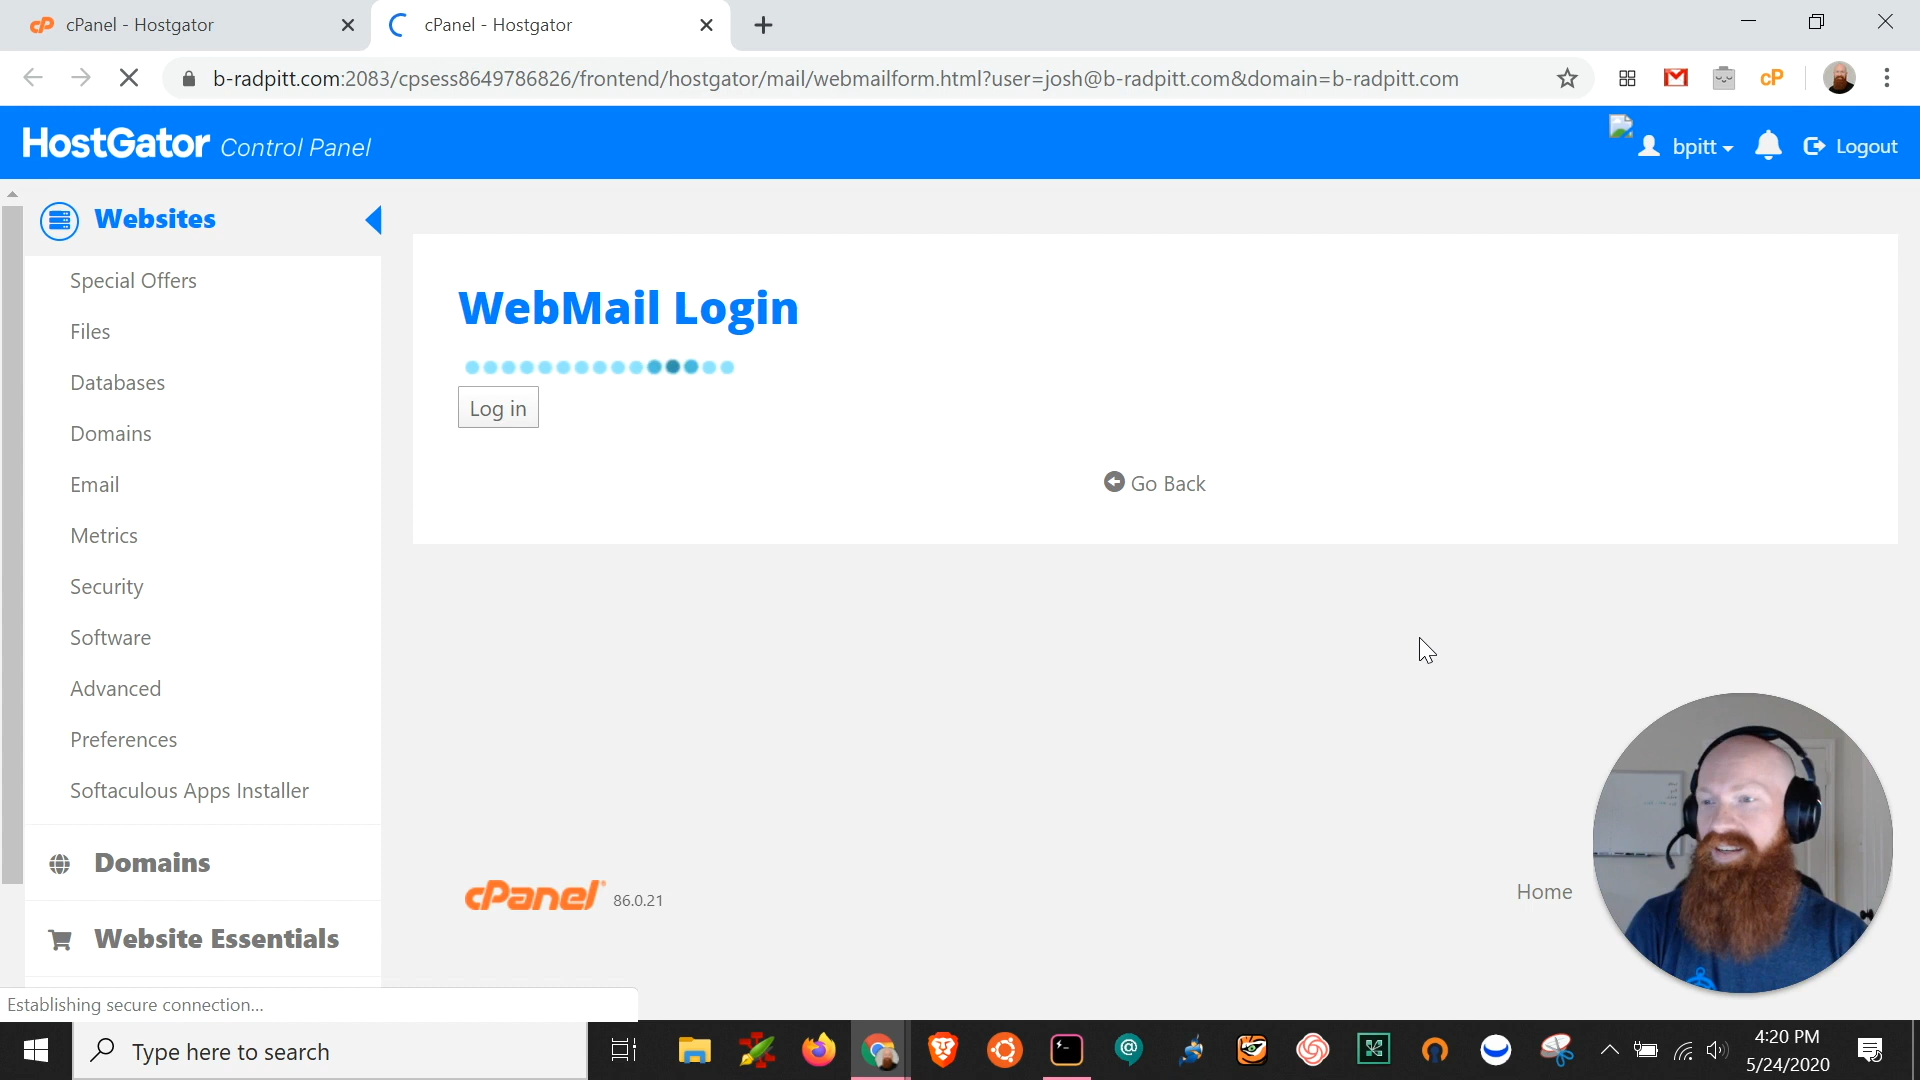 cPanel - Hostgator
cPanel - Hostgator
b-radpitt.com:2083/cpsess8649786826/frontend/hostgator/mail/webmailform.html?user=josh@b-radpitt.com&domain=b-radpitt.com
cP
HostGator Control Panel
bpitt
Logout
Websites
Special Offers
Files
Databases
Domains
Email
Metrics
Security
Software
Advanced
Preferences
Softaculous Apps Installer
Domains
Website Essentials
WebMail Login
Log in
Go Back
cPanel® 86.0.21
Home
Establishing secure connection...
Type here to search
4:20 PM
5/24/2020